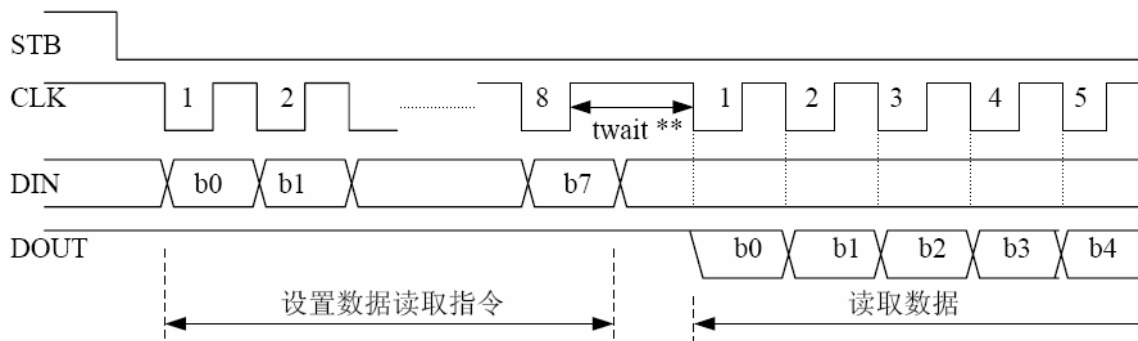 STB
CLK 1 2 ............... 8 twait ** 1 2 3 4 5
DIN b0 b1 b7
DOUT b0 b1 b2 b3 b4
设置数据读取指令 读取数据